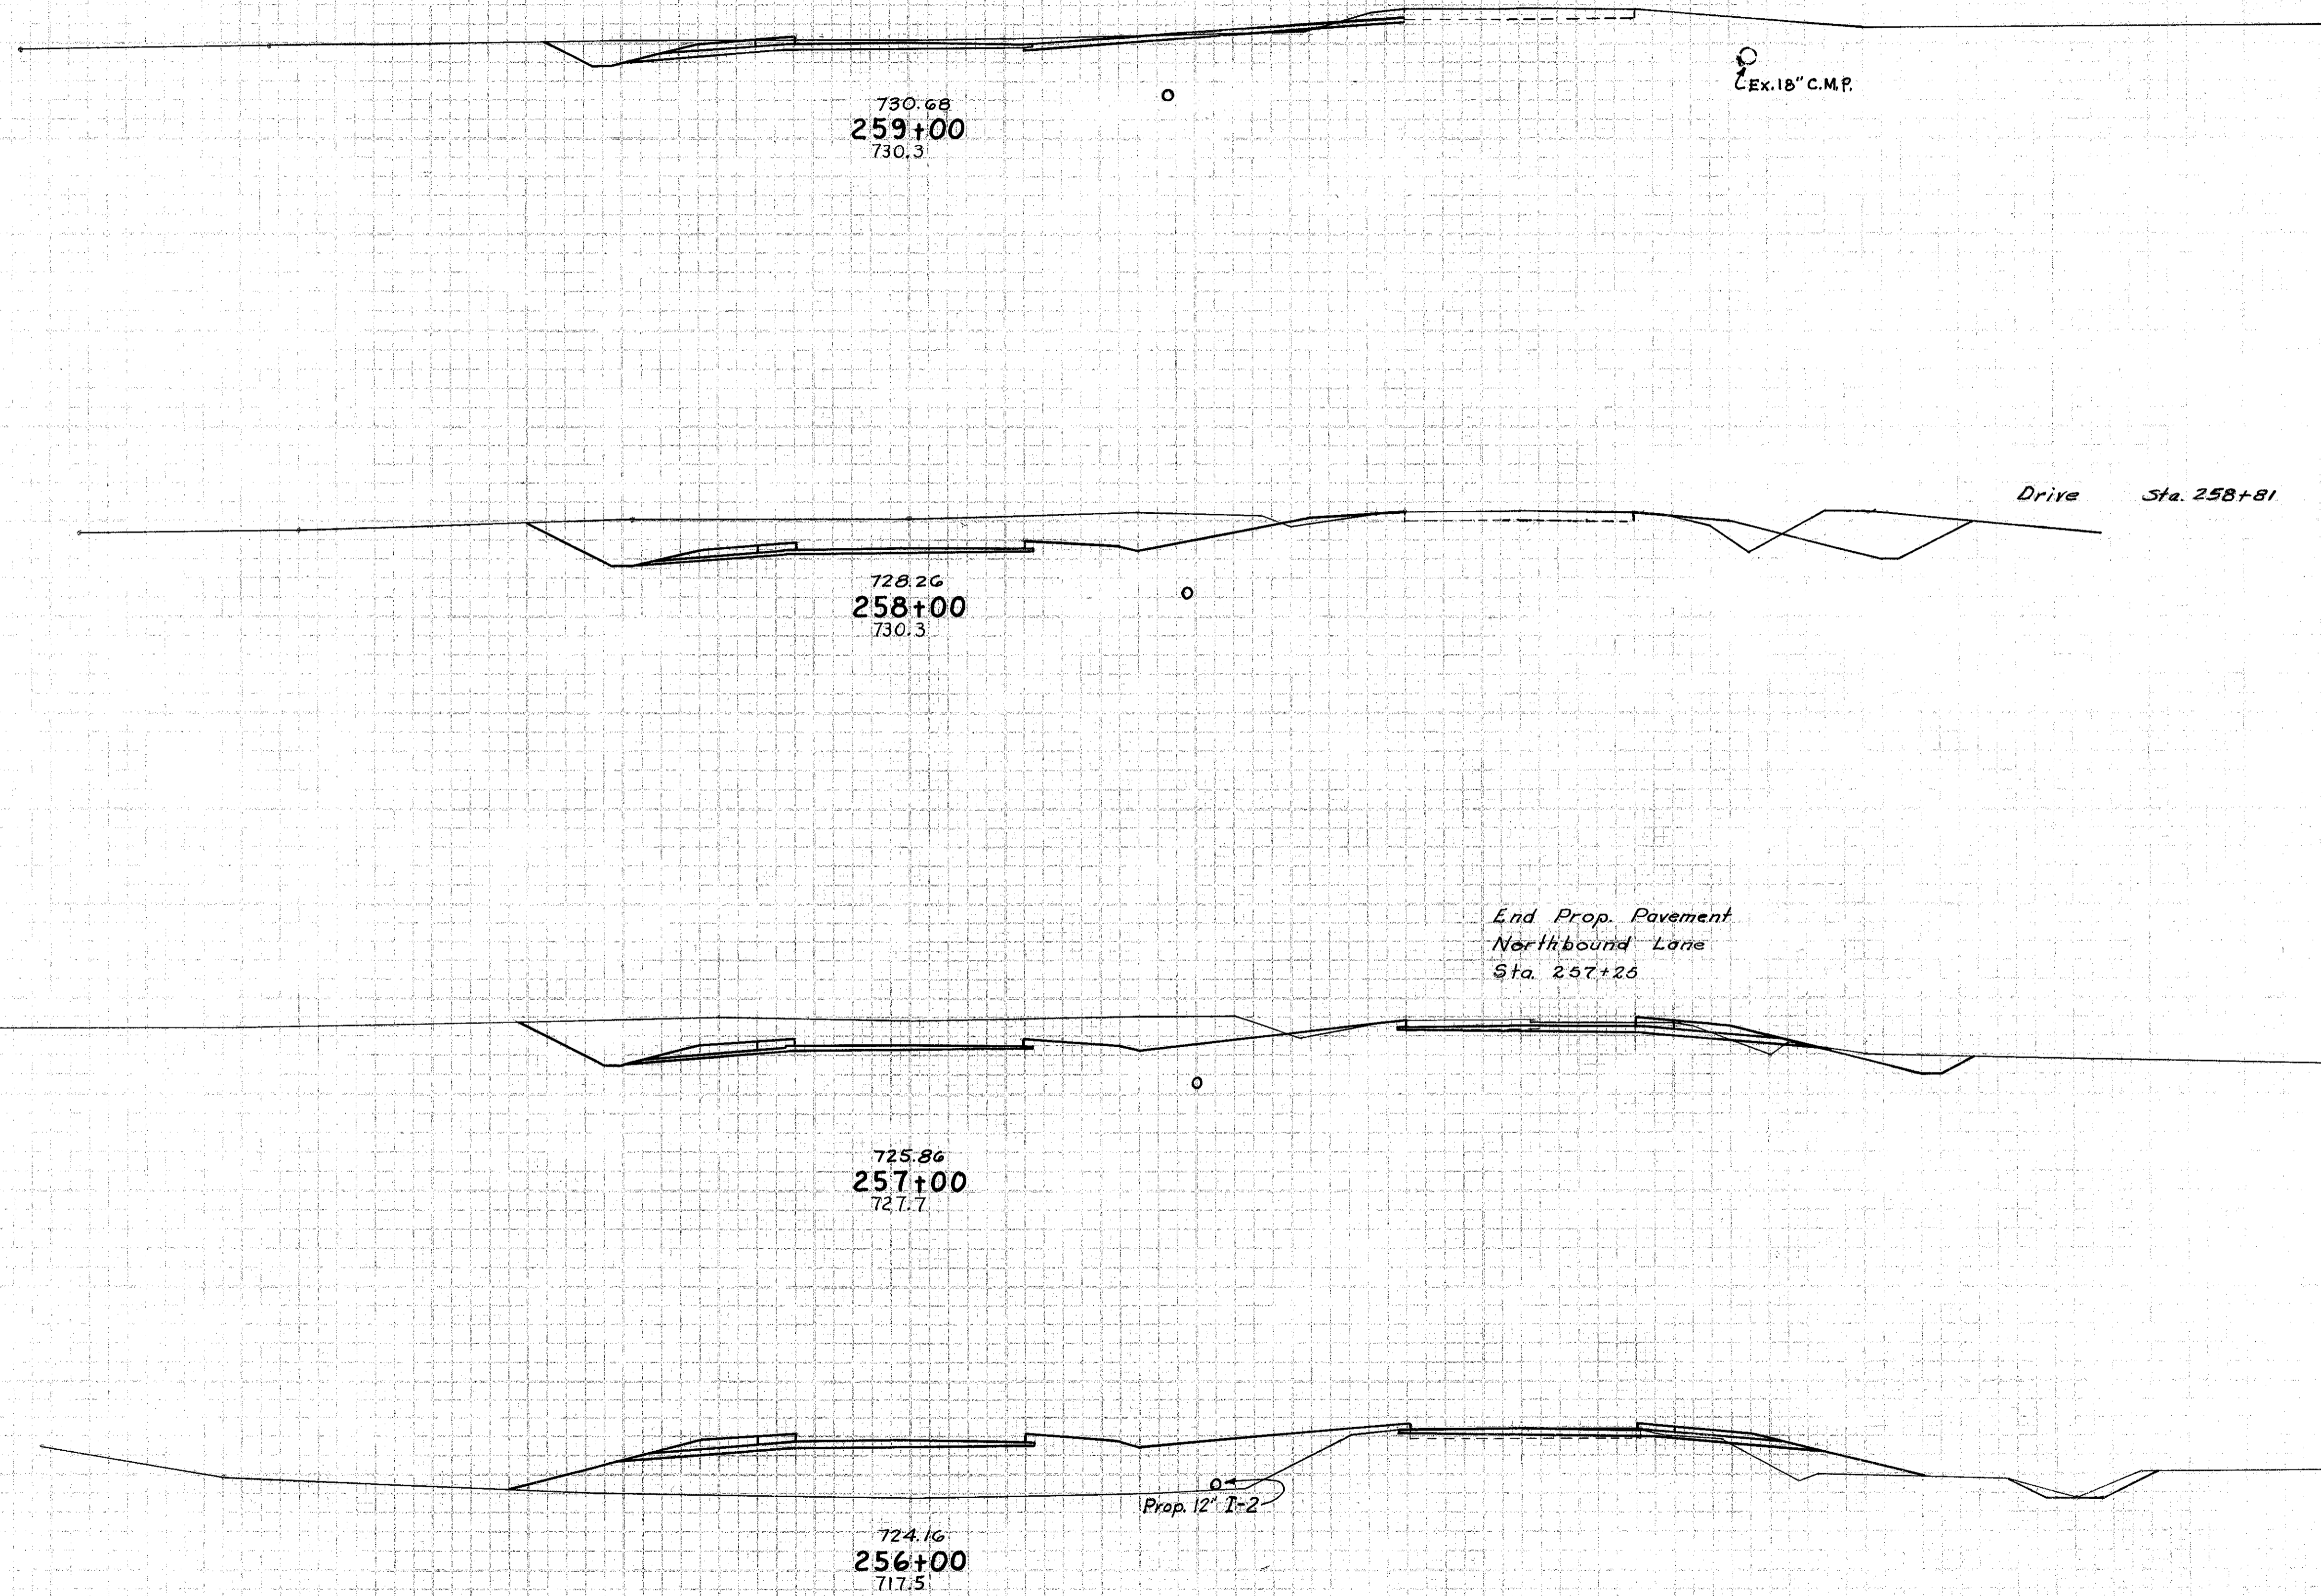 Ex. 18" C.M.P.
730.68
259+00
730.3
Drive Sta. 258+81
728.26
258+00
730.3
End Prop. Pavement
Northbound Lane
Sta. 257+25
725.86
257+00
727.7
Prop. 12" I-2
724.16
256+00
717.5